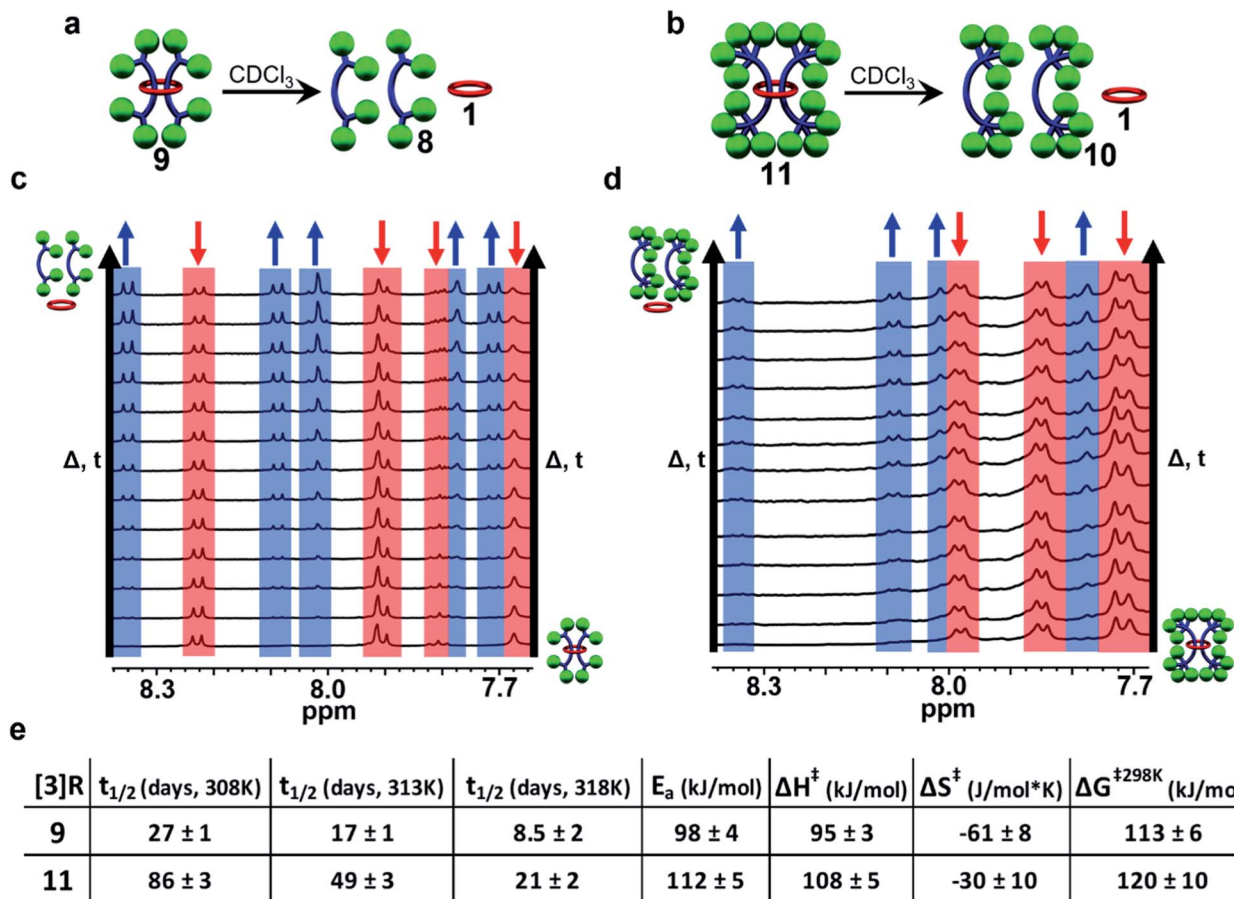 a
CDCl3
9
8
1
b
CDCl3
11
10
1
c
Δ, t
Δ, t
8.3 8.0 7.7
ppm
d
Δ, t
Δ, t
8.3 8.0 7.7
ppm
e
[3]R t1/2 (days, 308K) t1/2 (days, 313K) t1/2 (days, 318K) Ea (kJ/mol) ΔH‡ (kJ/mol) ΔS‡ (J/mol*K) ΔG‡298K (kJ/mo
9 27 ± 1 17 ± 1 8.5 ± 2 98 ± 4 95 ± 3 -61 ± 8 113 ± 6
11 86 ± 3 49 ± 3 21 ± 2 112 ± 5 108 ± 5 -30 ± 10 120 ± 10